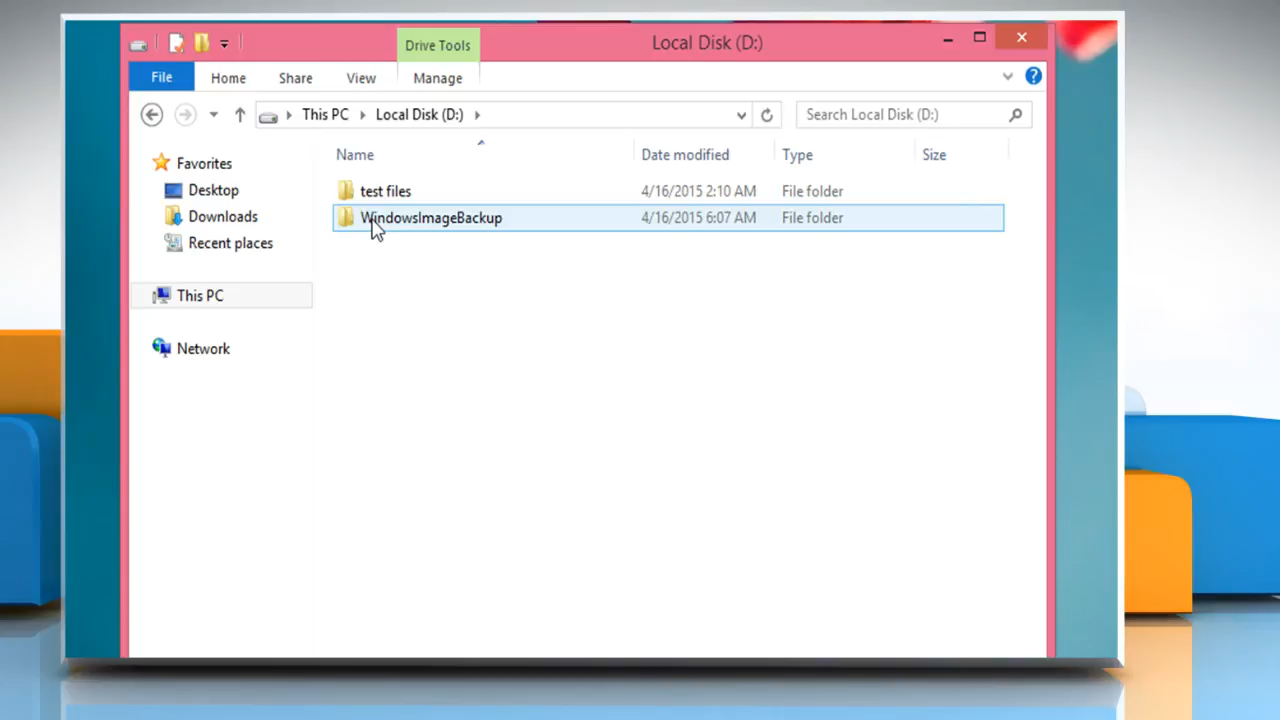 Drive Tools
Local Disk (D:)
File Home Share View Manage
This PC Local Disk (D:)
Search Local Disk (D:)
Name Date modified Type Size
Favorites
Desktop
Downloads
Recent places
This PC
Network
test files 4/16/2015 2:10 AM File folder
WindowsImageBackup 4/16/2015 6:07 AM File folder